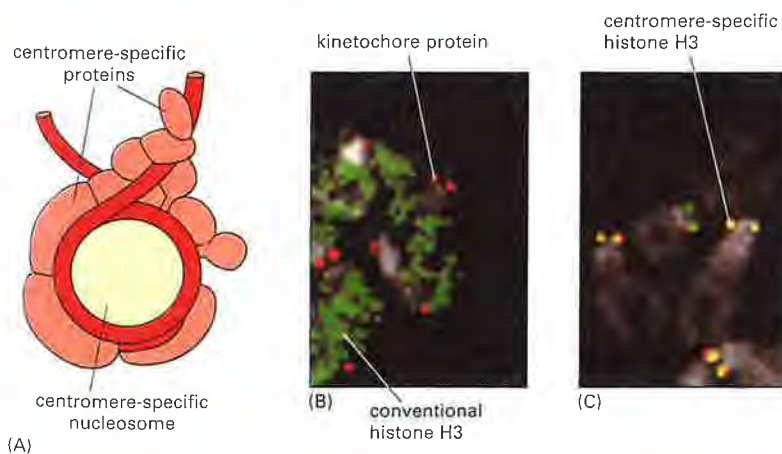 centromere-specific
proteins
centromere-specific
nucleosome
(A)
kinetochore protein
(B)
conventional
histone H3
centromere-specific
histone H3
(C)